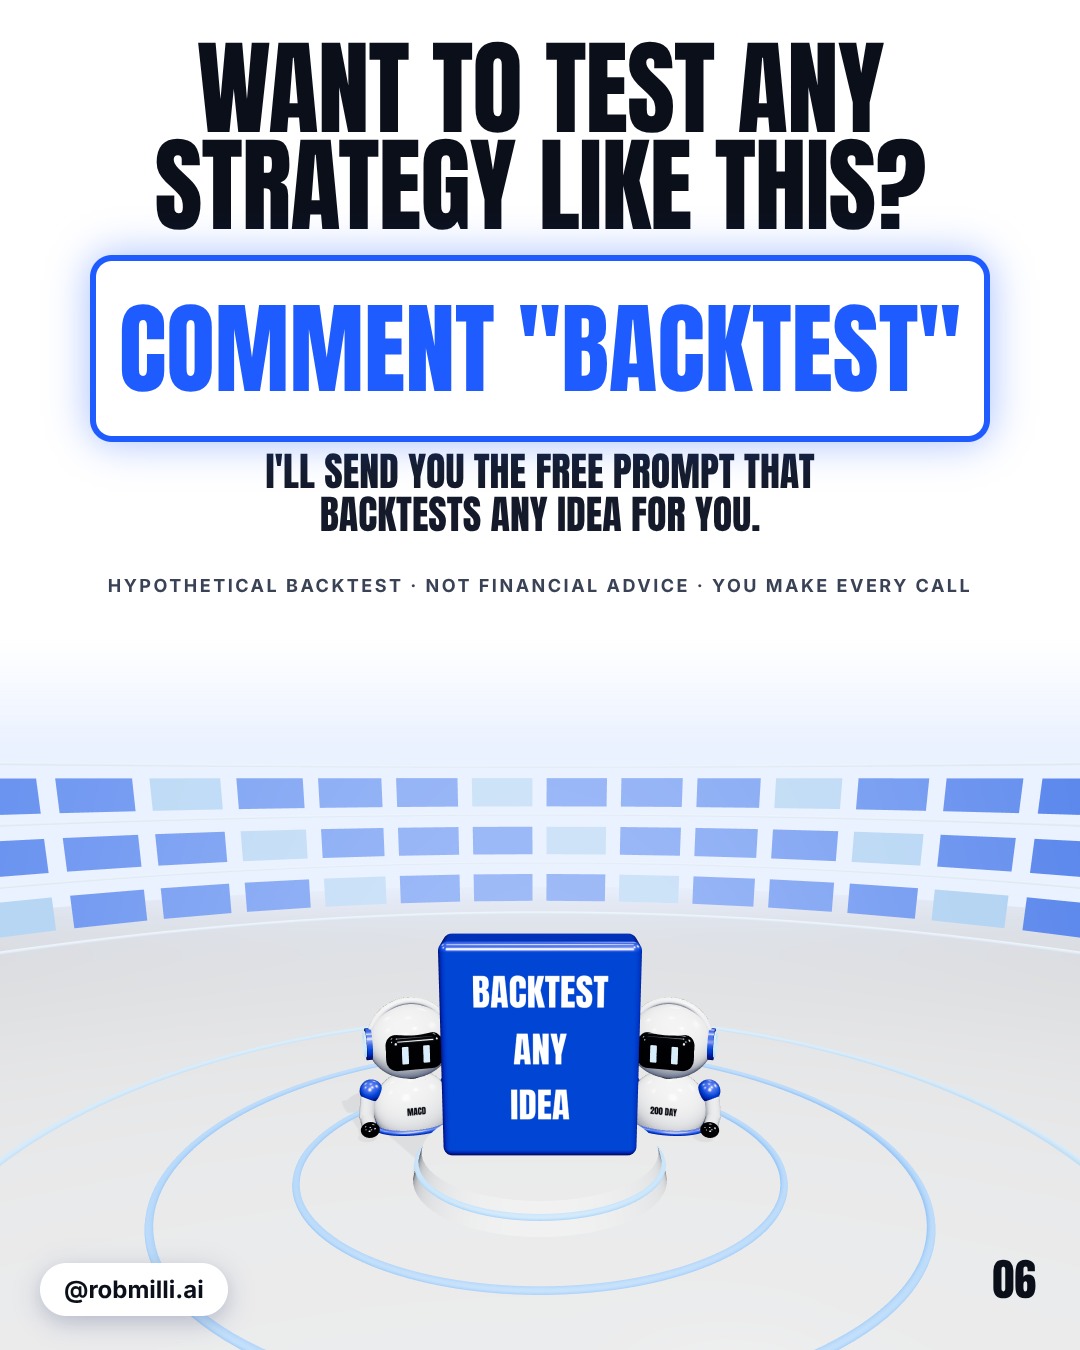 WANT TO TEST ANY
STRATEGY LIKE THIS?
COMMENT "BACKTEST"
I'LL SEND YOU THE FREE PROMPT THAT
BACKTESTS ANY IDEA FOR YOU.
HYPOTHETICAL BACKTEST · NOT FINANCIAL ADVICE · YOU MAKE EVERY CALL
BACKTEST
ANY
IDEA
MACD
200 DAY
@robmilli.ai
06